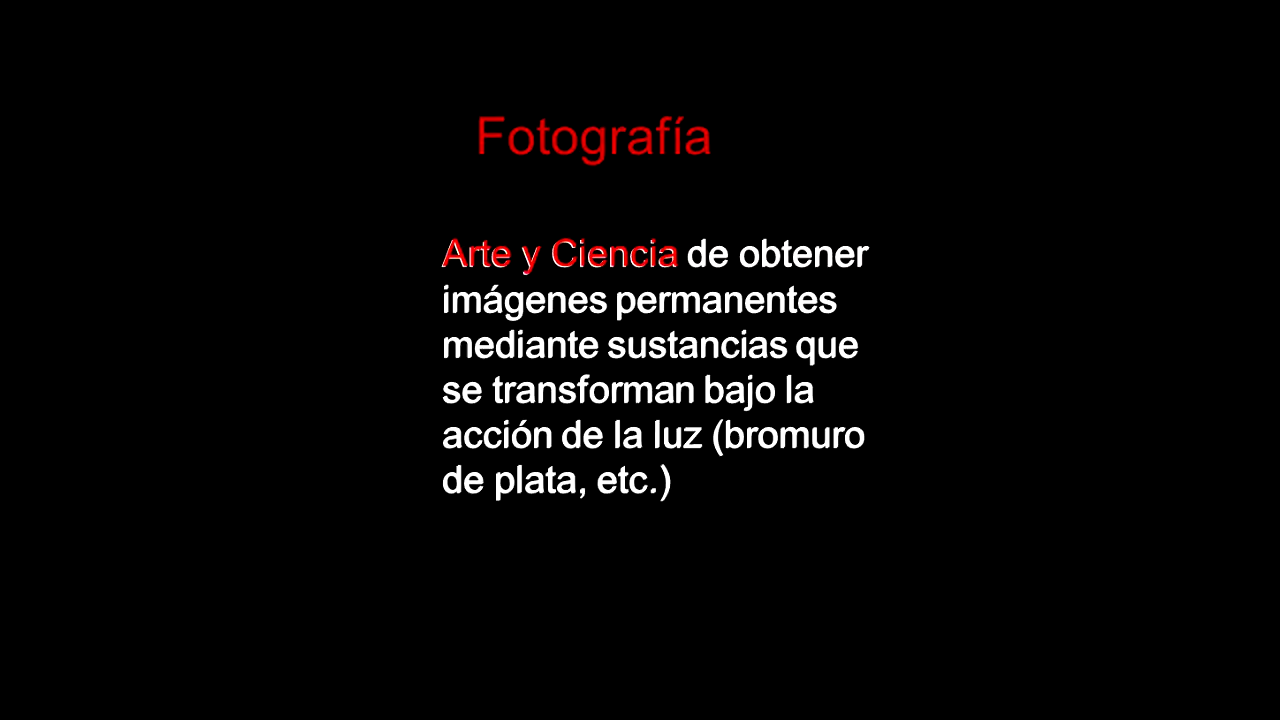 Fotografía
Arte y Ciencia de obtener
imágenes permanentes
mediante sustancias que
se transforman bajo la
acción de la luz (bromuro
de plata, etc.)